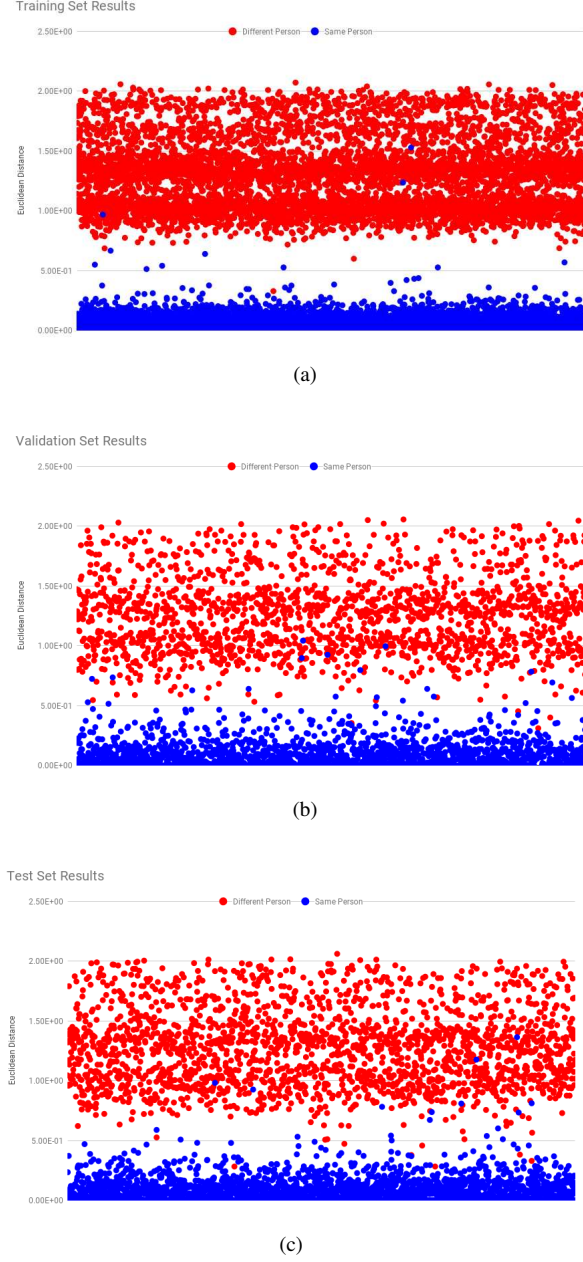 Training Set Results
2.50E+00
Different Person Same Person
2.00E+00
1.50E+00
Euclidean Distance
1.00E+00
5.00E-01
0.00E+00
(a)
Validation Set Results
2.50E+00
Different Person Same Person
2.00E+00
1.50E+00
Euclidean Distance
1.00E+00
5.00E-01
0.00E+00
(b)
Test Set Results
2.50E+00
Different Person Same Person
2.00E+00
1.50E+00
Euclidean Distance
1.00E+00
5.00E-01
0.00E+00
(c)